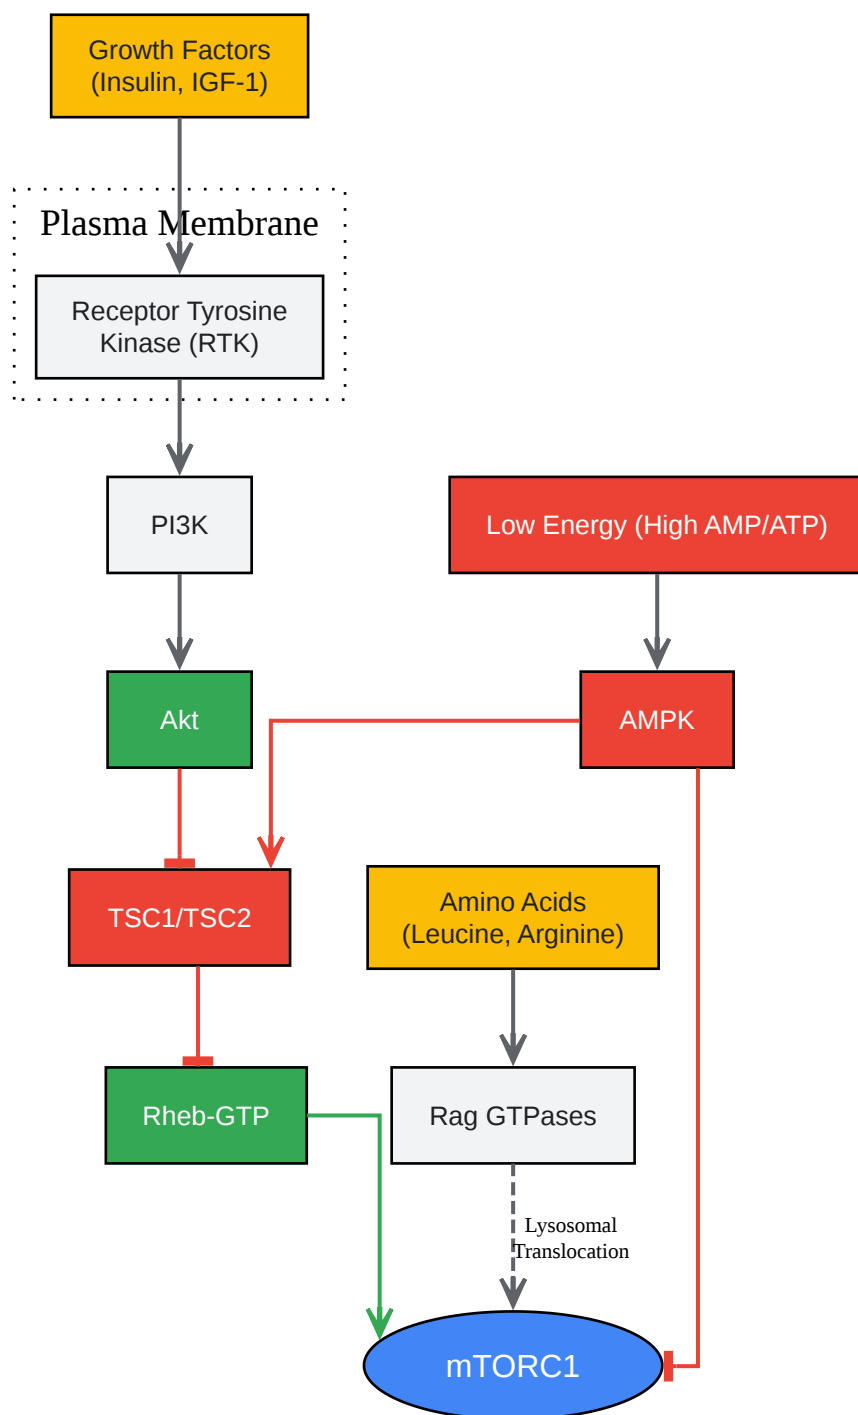 Growth Factors
(Insulin, IGF-1)
Plasma Membrane
Receptor Tyrosine
Kinase (RTK)
PI3K
Low Energy (High AMP/ATP)
Akt
AMPK
TSC1/TSC2
Amino Acids
(Leucine, Arginine)
Rheb-GTP
Rag GTPases
Lysosomal
Translocation
mTORC1